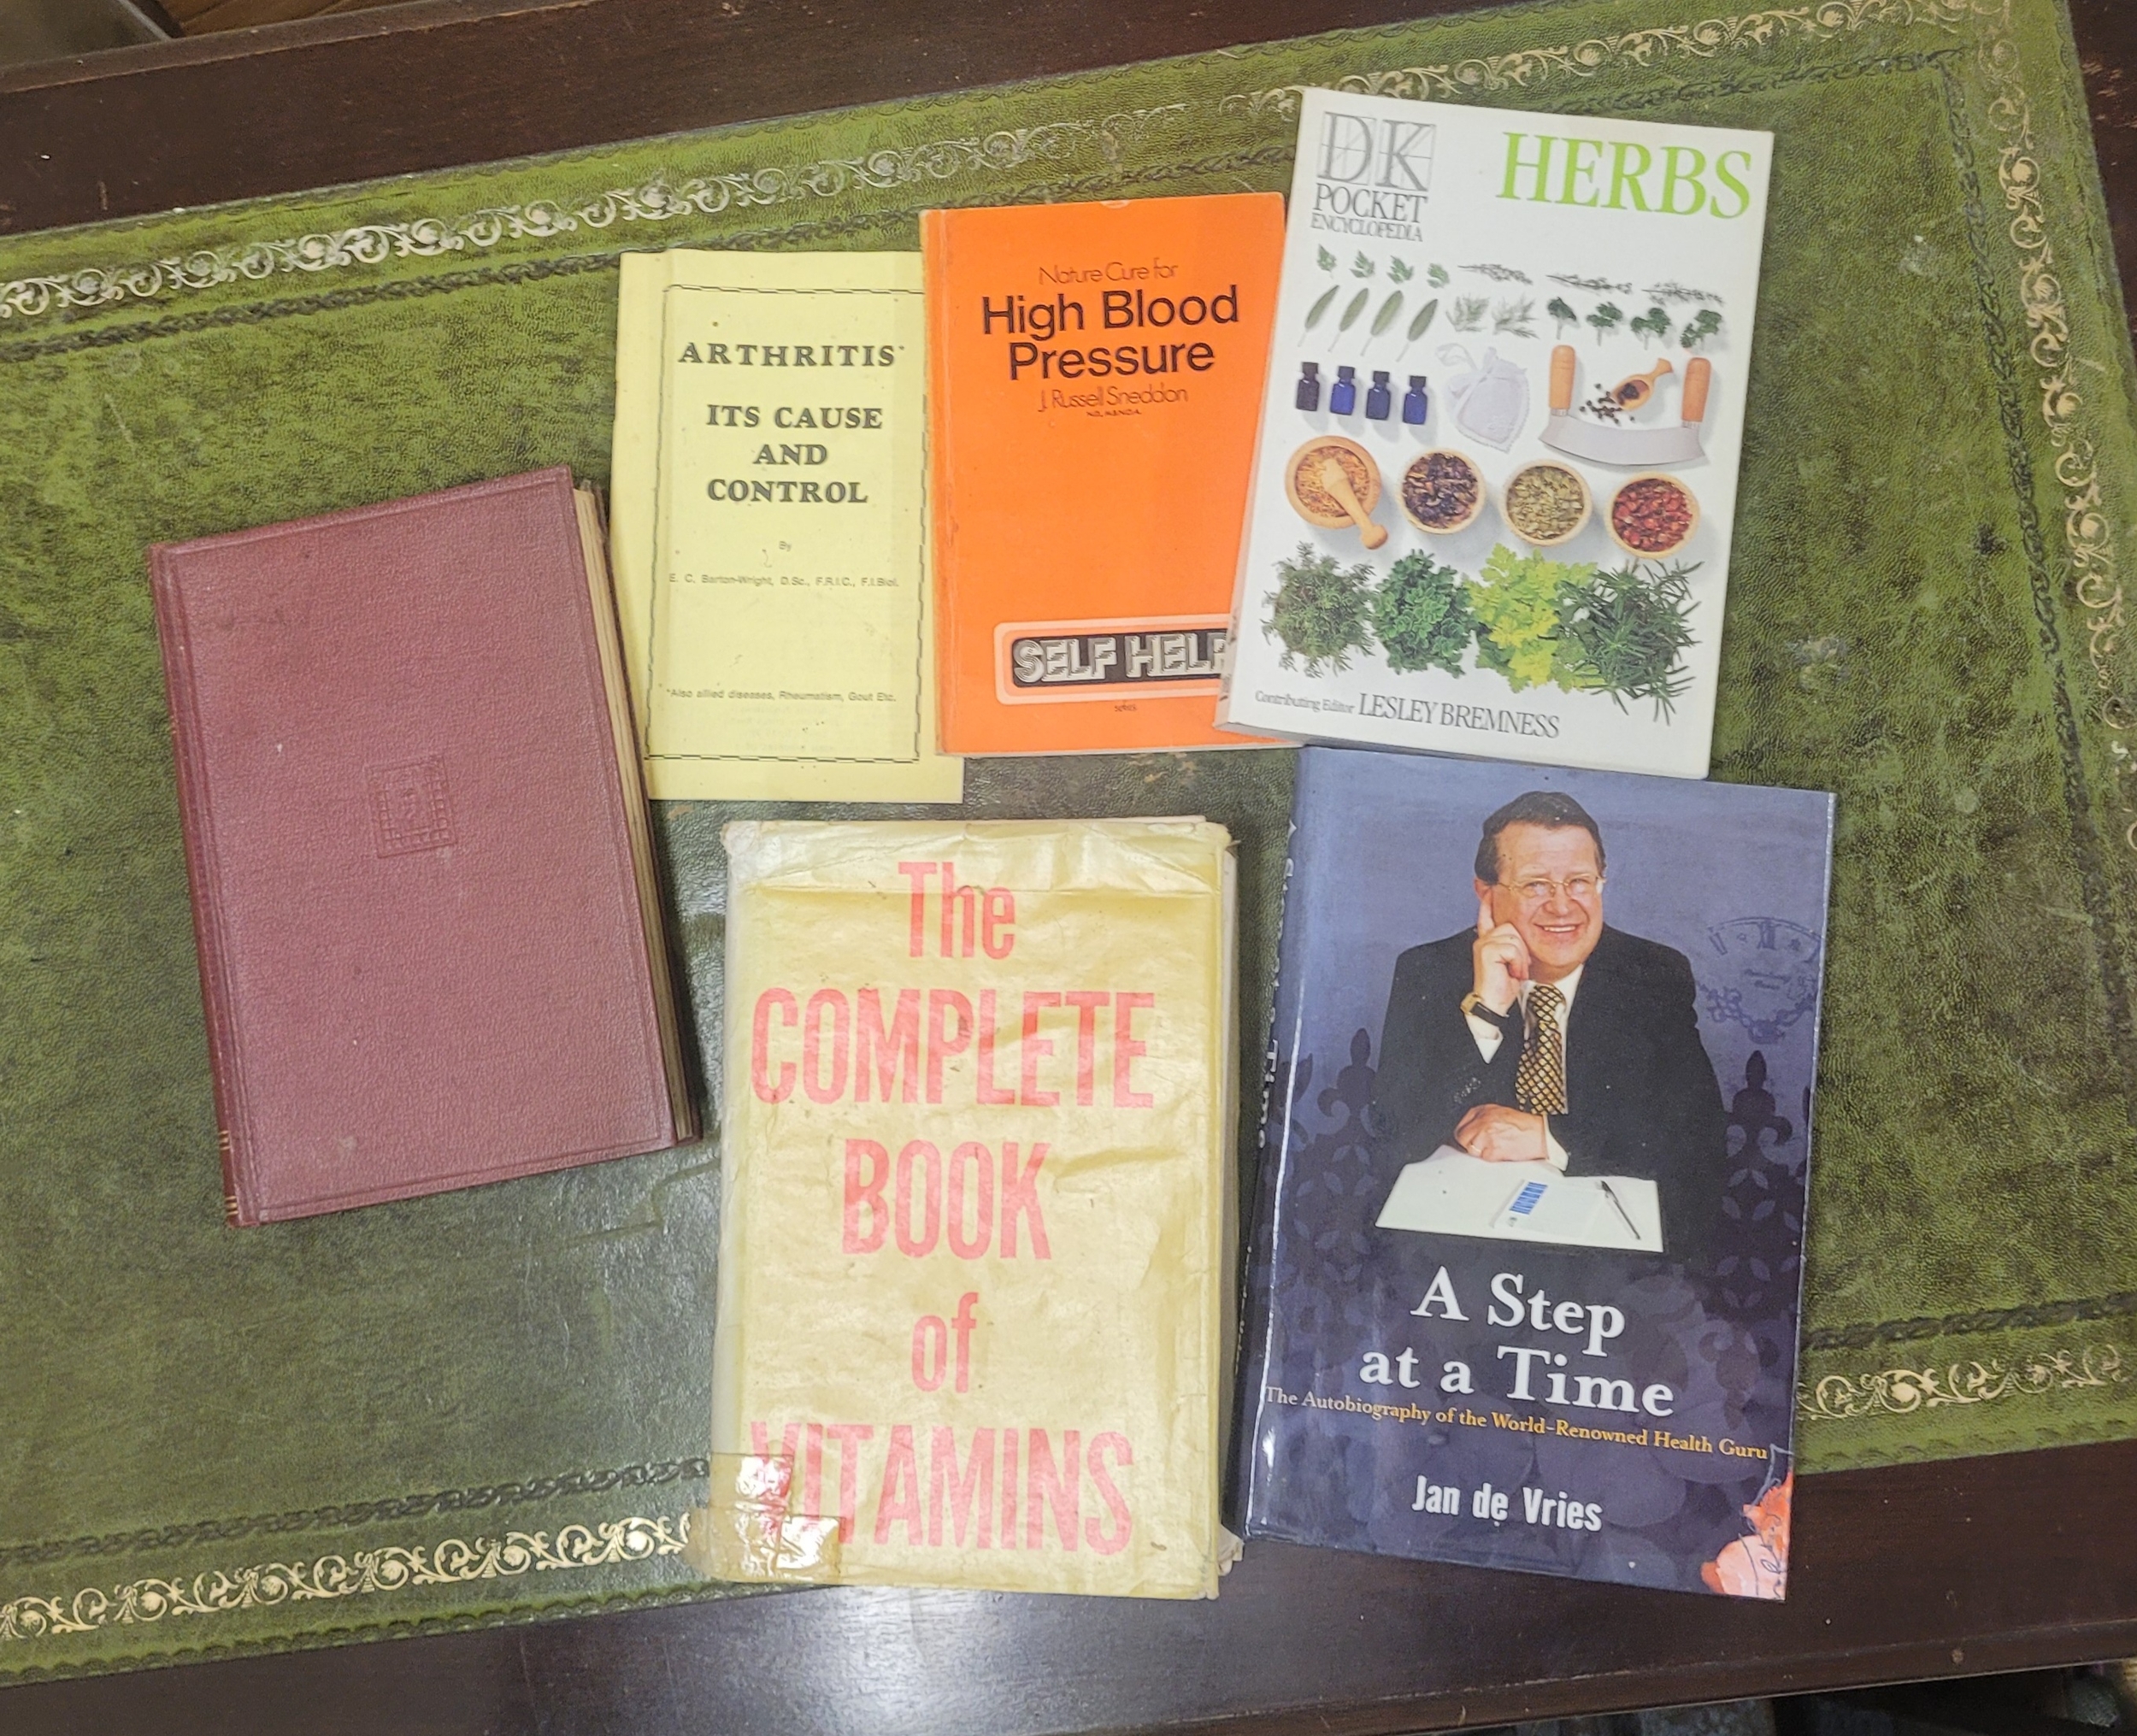 ARTHRITIS*
ITS CAUSE
AND
CONTROL
By
E. C. Barton-Wright, D.Sc., F.R.I.C., F.I.Biol.
*Also allied diseases, Rheumatism, Gout Etc.
Nature Cure for
High Blood
Pressure
J. Russell Sneddon
N.D., M.B.N.O.A.
SELF HELP
SERIES
DK
POCKET
ENCYCLOPEDIA
HERBS
Contributing Editor LESLEY BREMNESS
The
COMPLETE
BOOK
of
VITAMINS
A Step
at a Time
The Autobiography of the World-Renowned Health Guru
Jan de Vries